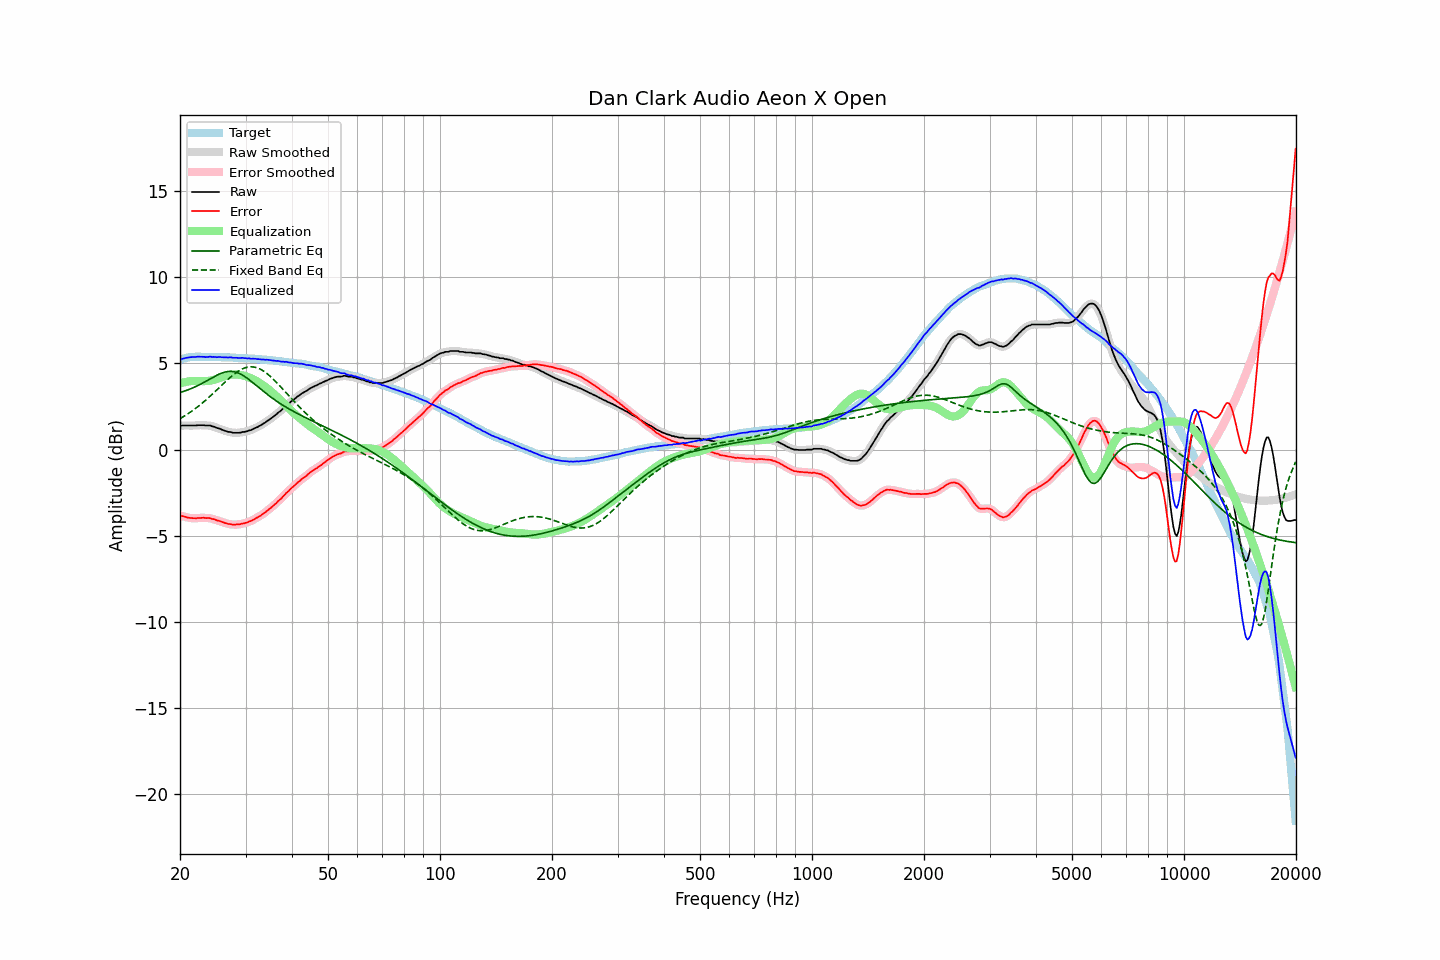 Dan Clark Audio Aeon X Open
Target
Raw Smoothed
Error Smoothed
Raw
Error
Equalization
Parametric Eq
Fixed Band Eq
Equalized
15
10
5
0
−5
−10
−15
−20
Amplitude (dBr)
20 50 100 200 500 1000 2000 5000 10000 20000
Frequency (Hz)